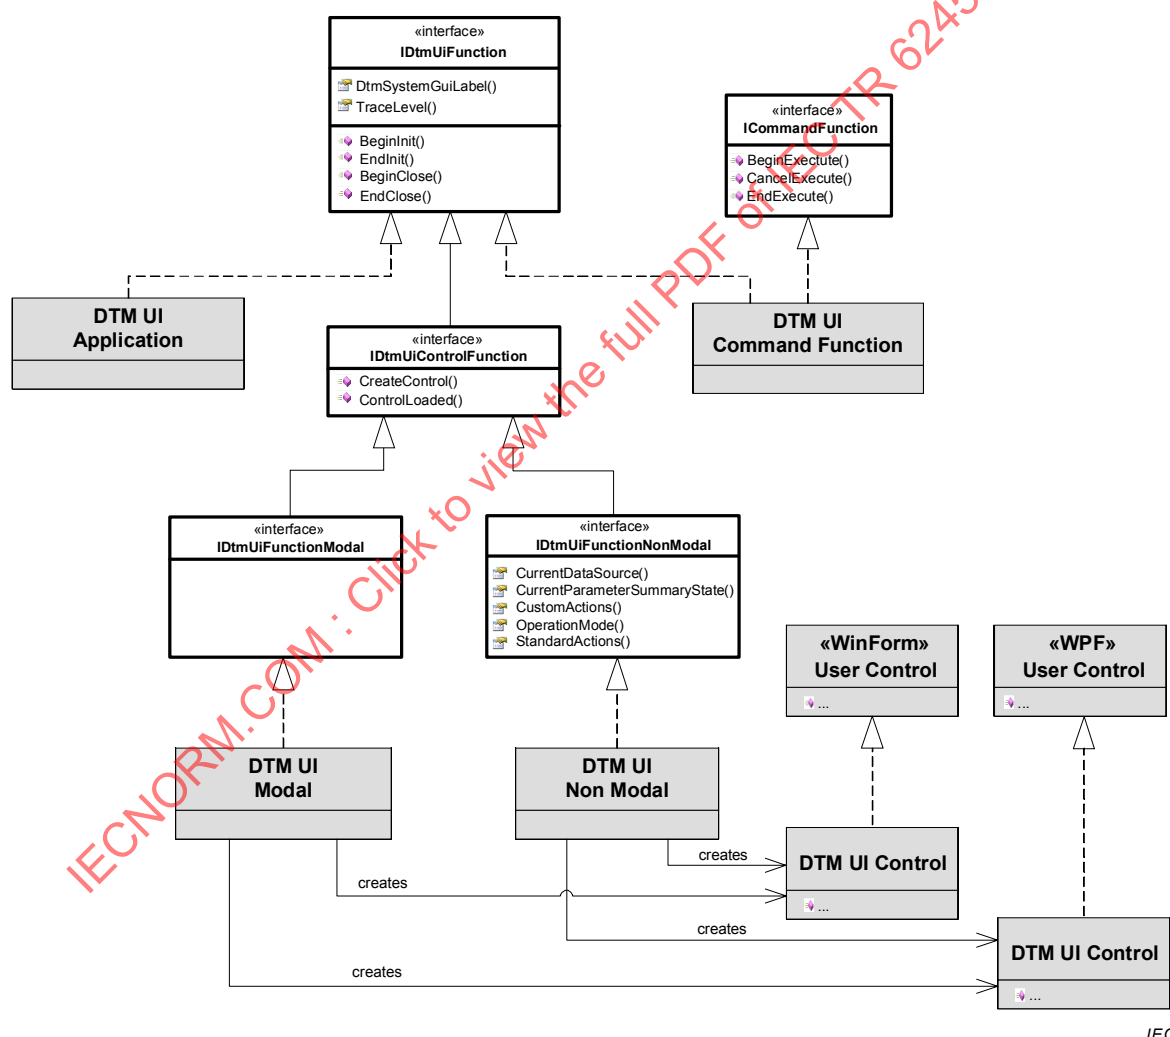 «interface»
IDtmUiFunction
DtmSystemGuiLabel()
TraceLevel()
BeginInit()
EndInit()
BeginClose()
EndClose()
«interface»
ICommandFunction
BeginExectute()
CancelExecute()
EndExecute()
DTM UI
Application
«interface»
IDtmUiControlFunction
CreateControl()
ControlLoaded()
DTM UI
Command Function
«interface»
IDtmUiFunctionModal
«interface»
IDtmUiFunctionNonModal
CurrentDataSource()
CurrentParameterSummaryState()
CustomActions()
OperationMode()
StandardActions()
«WinForm»
User Control
...
«WPF»
User Control
...
DTM UI
Modal
DTM UI
Non Modal
creates
DTM UI Control
...
creates
creates
DTM UI Control
...
creates
IECNORM.COM : Click to view the full PDF of IEC TR 6245
IEC